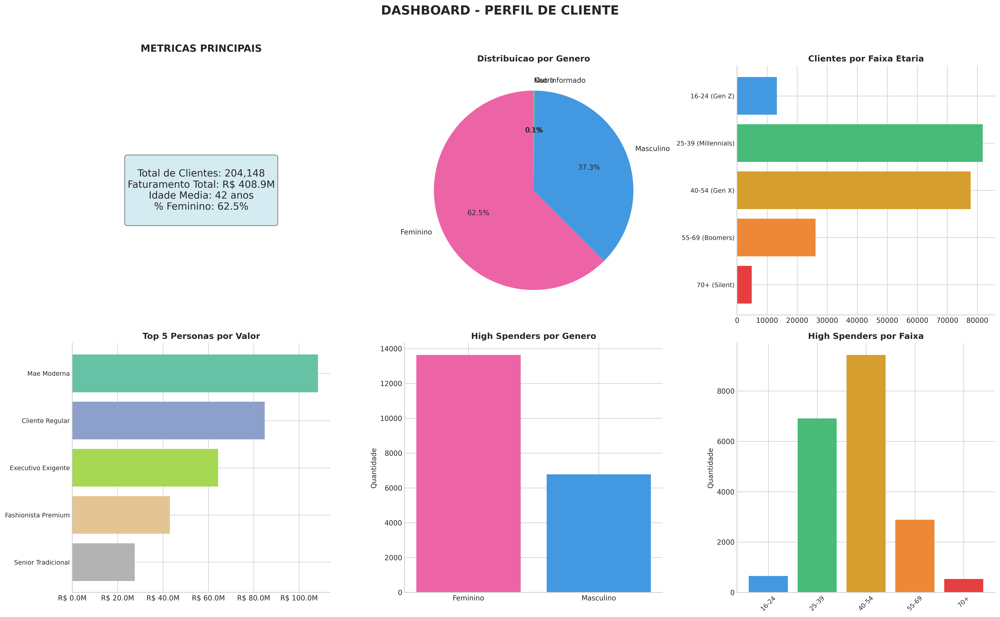 DASHBOARD - PERFIL DE CLIENTE
METRICAS PRINCIPAIS
Total de Clientes: 204,148
Faturamento Total: R$ 408.9M
Idade Media: 42 anos
% Feminino: 62.5%
Distribuicao por Genero
Informado
0.1%
Masculino
37.3%
62.5%
Feminino
Clientes por Faixa Etaria
16-24 (Gen Z)
25-39 (Millennials)
40-54 (Gen X)
55-69 (Boomers)
70+ (Silent)
0 10000 20000 30000 40000 50000 60000 70000 80000
Top 5 Personas por Valor
Mae Moderna
Cliente Regular
Executivo Exigente
Fashionista Premium
Senior Tradicional
R$ 0.0M R$ 20.0M R$ 40.0M R$ 60.0M R$ 80.0M R$ 100.0M
High Spenders por Genero
Quantidade
14000
12000
10000
8000
6000
4000
2000
0
Feminino Masculino
High Spenders por Faixa
Quantidade
8000
6000
4000
2000
0
16-24 25-39 40-54 55-69 70+